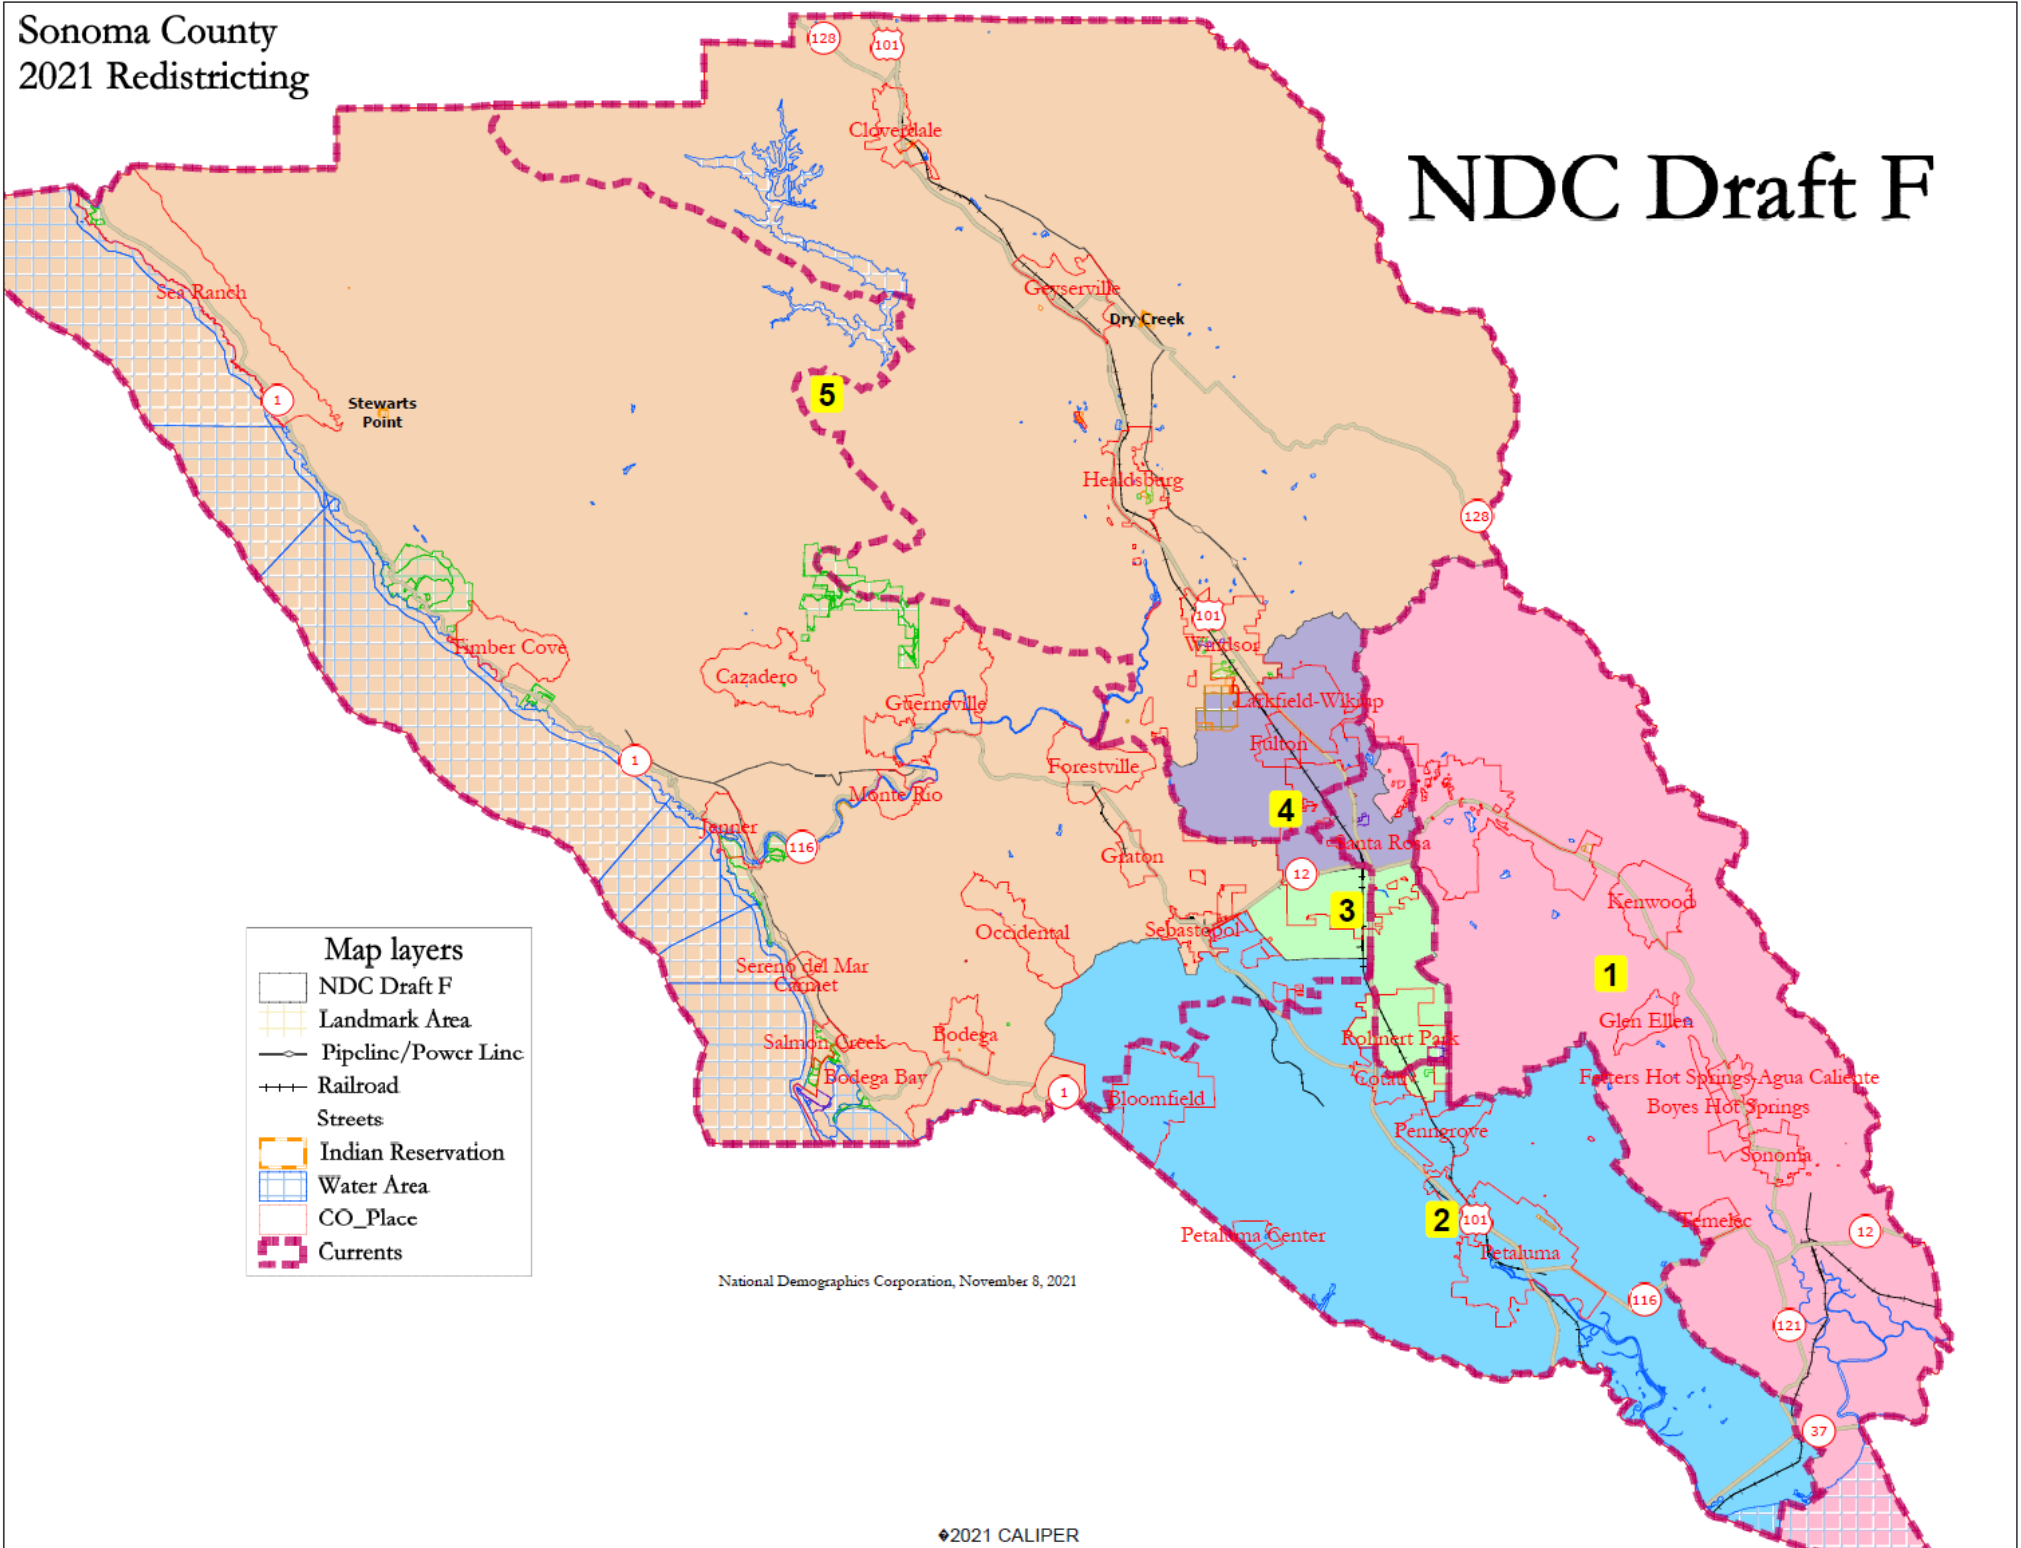 Sonoma County
2021 Redistricting
NDC Draft F
128
101
Cloverdale
Sea Ranch
Geyserville
Dry Creek
1
Stewarts
Point
5
Healdsburg
128
101
Windsor
Timber Cove
Cazadero
Guerneville
Larkfield-Wikiup
Fulton
1
Forestville
Monte Rio
4
Jenner
116
Graton
Santa Rosa
12
3
Kenwood
Occidental
Sebastopol
Sereno del Mar
Carmet
1
Glen Ellen
Salmon Creek
Bodega
Rohnert Park
Bodega Bay
1
Bloomfield
Cotati
Fetters Hot Springs-Agua Caliente
Boyes Hot Springs
Penngrove
Sonoma
2
101
Temelec
12
Petaluma Center
Petaluma
116
121
37
Map layers
NDC Draft F
Landmark Area
Pipeline/Power Line
Railroad
Streets
Indian Reservation
Water Area
CO_Place
Currents
National Demographics Corporation, November 8, 2021
�2021 CALIPER